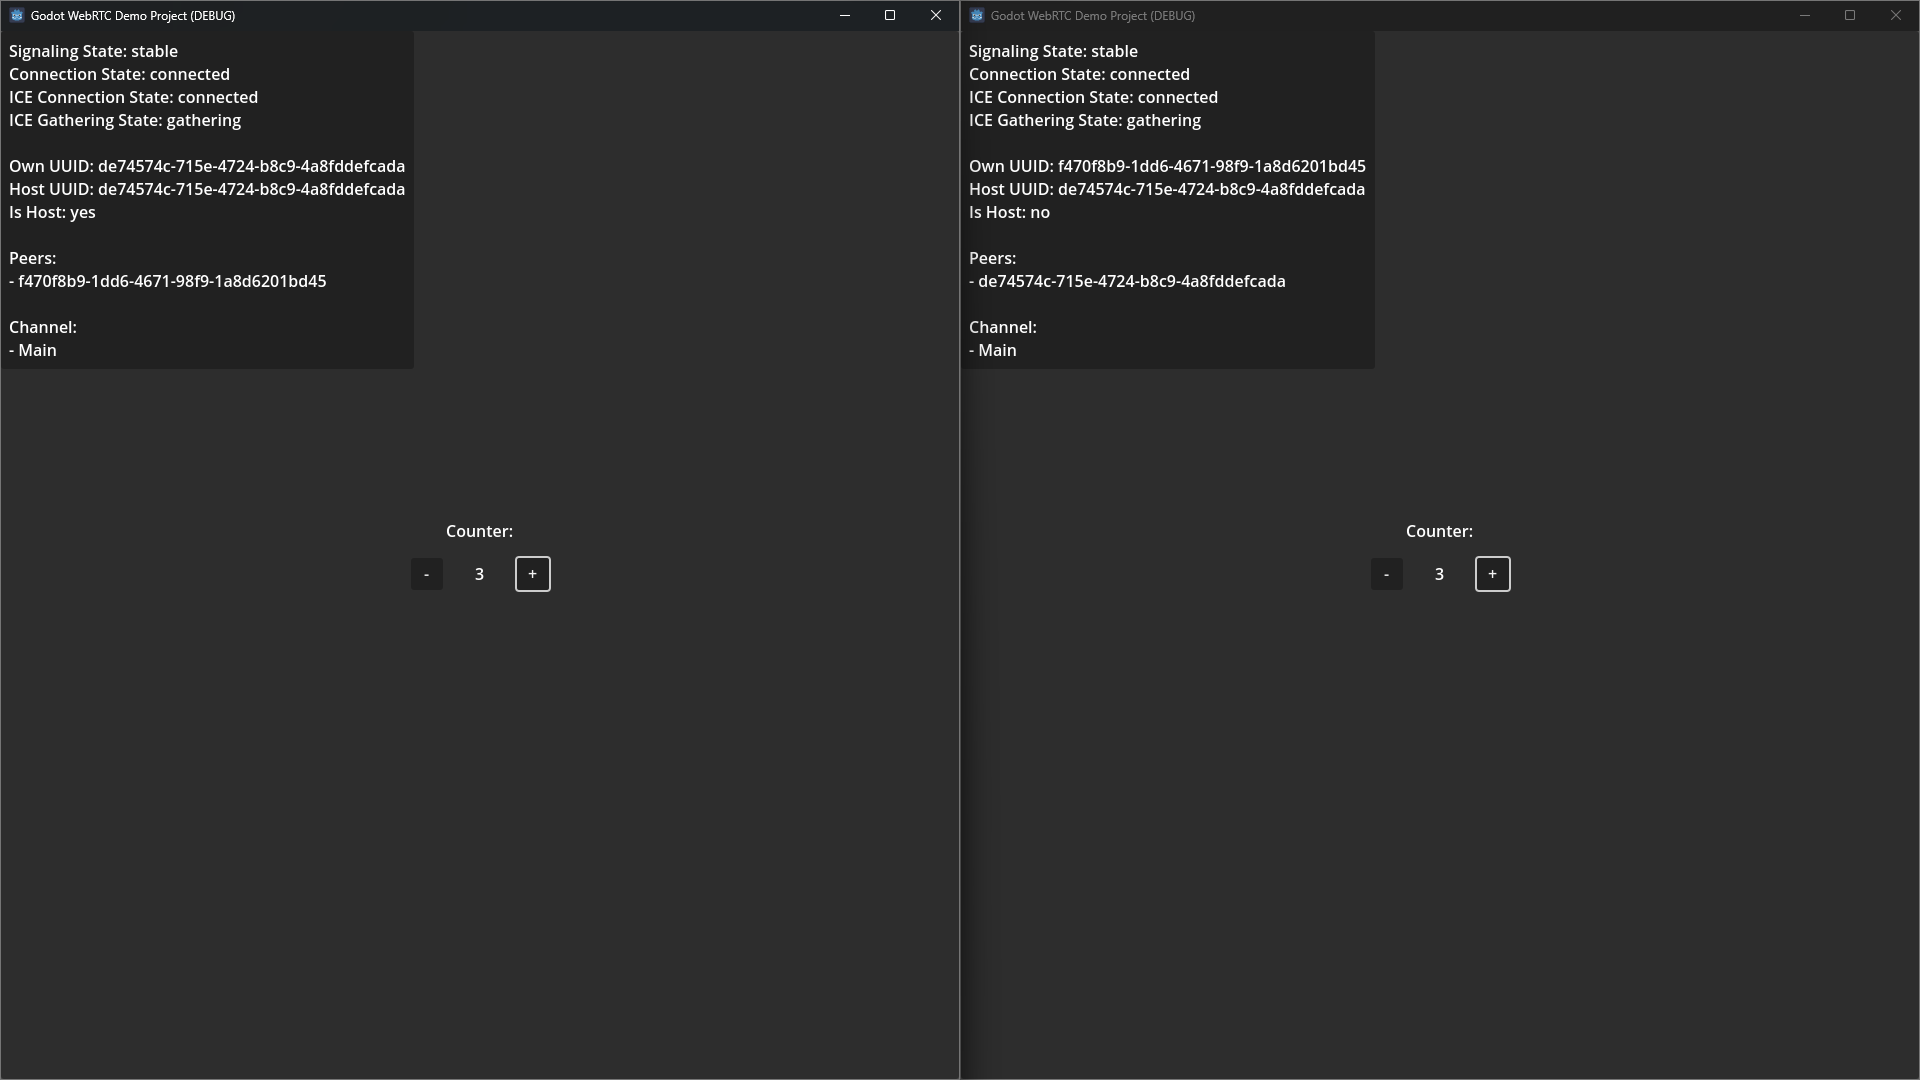 Godot WebRTC Demo Project (DEBUG)
Signaling State: stable
Connection State: connected
ICE Connection State: connected
ICE Gathering State: gathering
Own UUID: de74574c-715e-4724-b8c9-4a8fddefcada
Host UUID: de74574c-715e-4724-b8c9-4a8fddefcada
Is Host: yes
Peers:
- f470f8b9-1dd6-4671-98f9-1a8d6201bd45
Channel:
- Main
Counter:
- 3 +
Godot WebRTC Demo Project (DEBUG)
Signaling State: stable
Connection State: connected
ICE Connection State: connected
ICE Gathering State: gathering
Own UUID: f470f8b9-1dd6-4671-98f9-1a8d6201bd45
Host UUID: de74574c-715e-4724-b8c9-4a8fddefcada
Is Host: no
Peers:
- de74574c-715e-4724-b8c9-4a8fddefcada
Channel:
- Main
Counter:
- 3 +